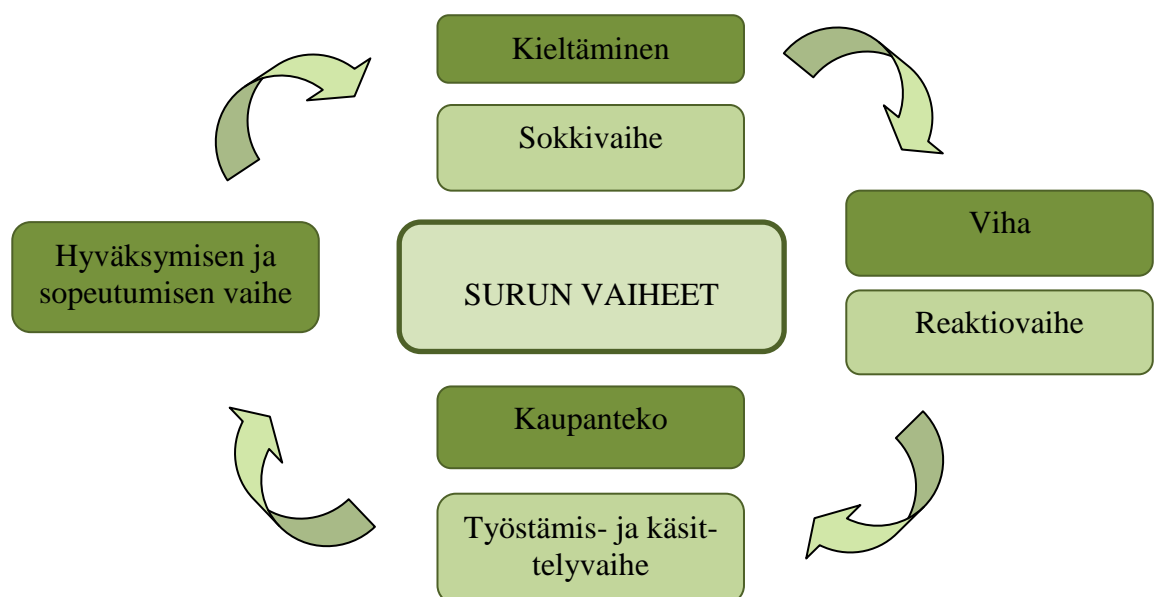 Kieltäminen
Sokkivaihe
Viha
Reaktiovaihe
Hyväksymisen ja
sopeutumisen vaihe
SURUN VAIHEET
Kaupanteko
Työstämis- ja käsit-
telyvaihe